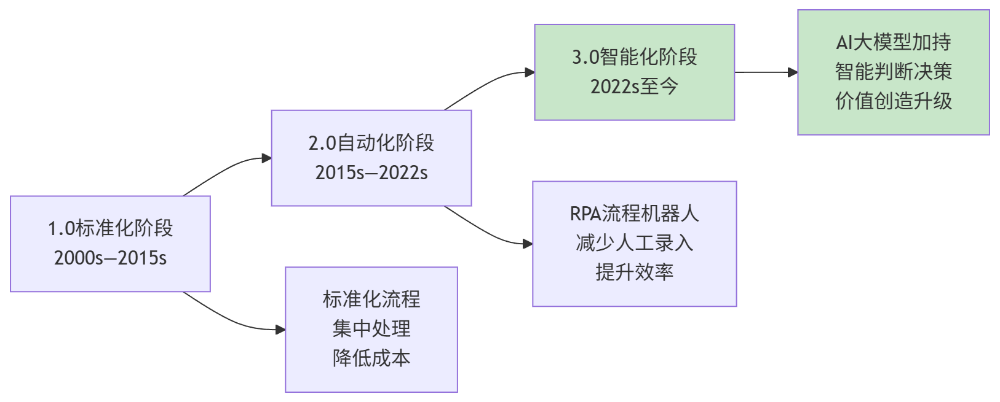 1.0标准化阶段
2000s—2015s
标准化流程
集中处理
降低成本
2.0自动化阶段
2015s—2022s
RPA流程机器人
减少人工录入
提升效率
3.0智能化阶段
2022s至今
AI大模型加持
智能判断决策
价值创造升级